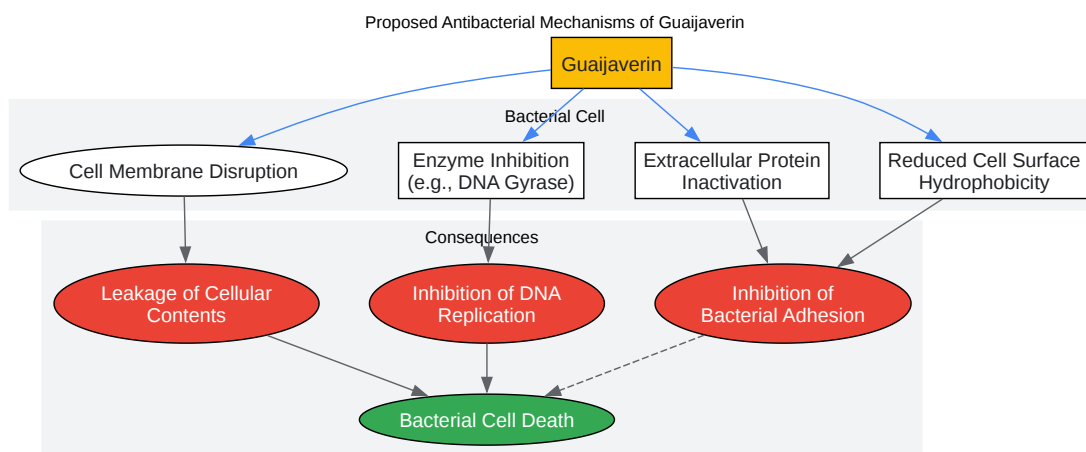 Proposed Antibacterial Mechanisms of Guaijaverin
Guaijaverin
Bacterial Cell
Cell Membrane Disruption
Enzyme Inhibition
(e.g., DNA Gyrase)
Extracellular Protein
Inactivation
Reduced Cell Surface
Hydrophobicity
Consequences
Leakage of Cellular
Contents
Inhibition of DNA
Replication
Inhibition of
Bacterial Adhesion
Bacterial Cell Death